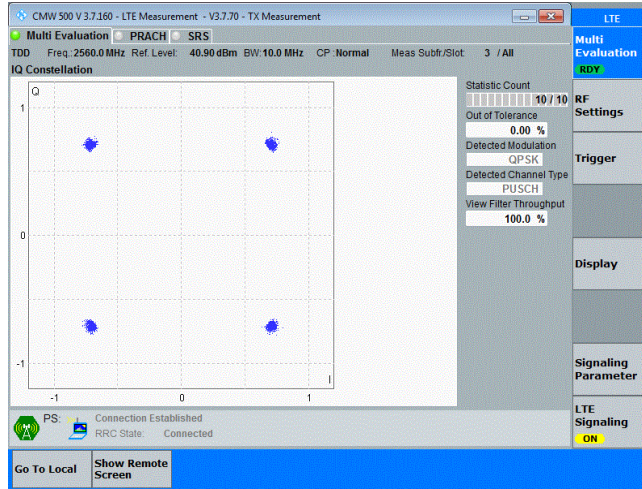 CMW 500 V 3.7.160 - LTE Measurement - V3.7.70 - TX Measurement
LTE
Multi Evaluation PRACH SRS
TDD Freq.:2560.0 MHz Ref. Level: 40.90 dBm BW:10.0 MHz CP :Normal Meas Subfr./Slot: 3 / All
IQ Constellation
Q
1
0
-1
-1 0 1
I
Statistic Count
10 / 10
Out of Tolerance
0.00 %
Detected Modulation
QPSK
Detected Channel Type
PUSCH
View Filter Throughput
100.0 %
Multi
Evaluation
RDY
RF
Settings
Trigger
Display
Signaling
Parameter
LTE
Signaling
ON
PS: Connection Established
RRC State: Connected
Go To Local
Show Remote
Screen